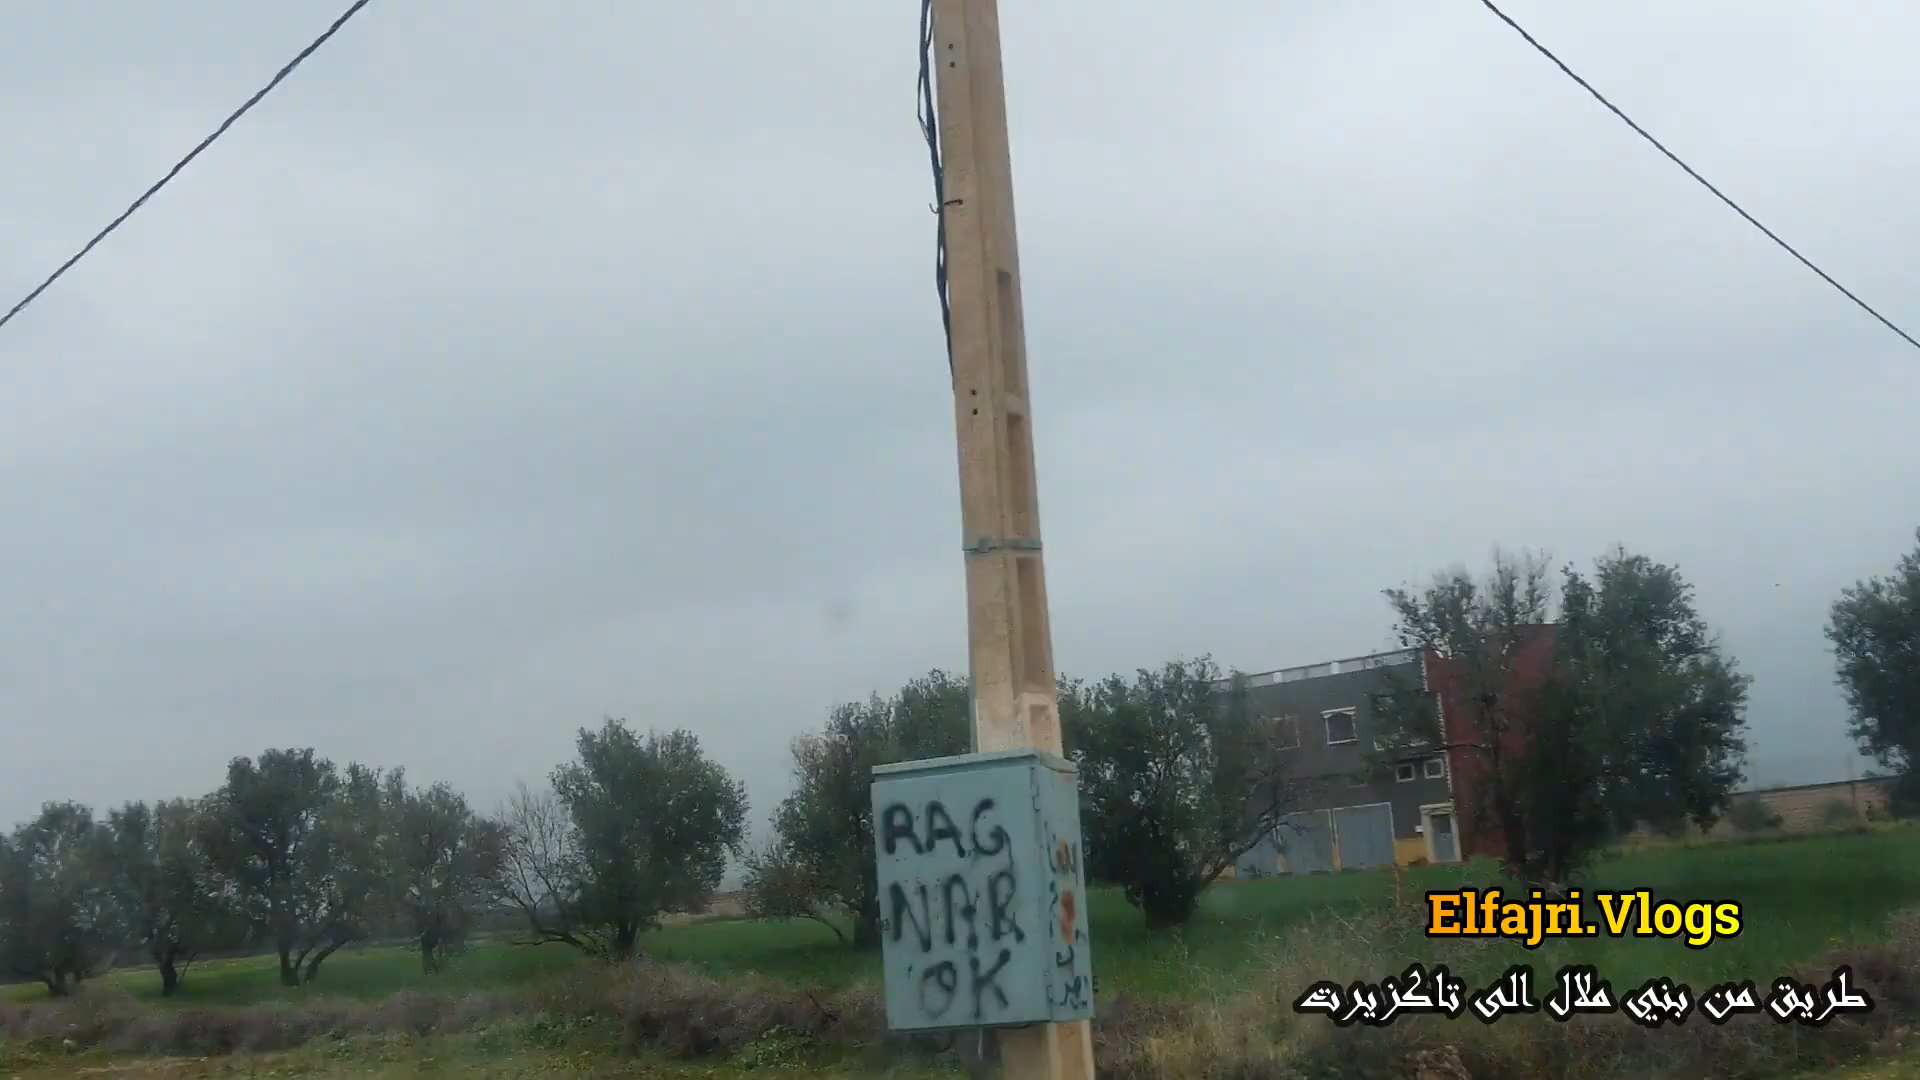 RAG
NAR
OK
Elfajri.Vlogs
طريق من بني ملال الى تاكزيرت